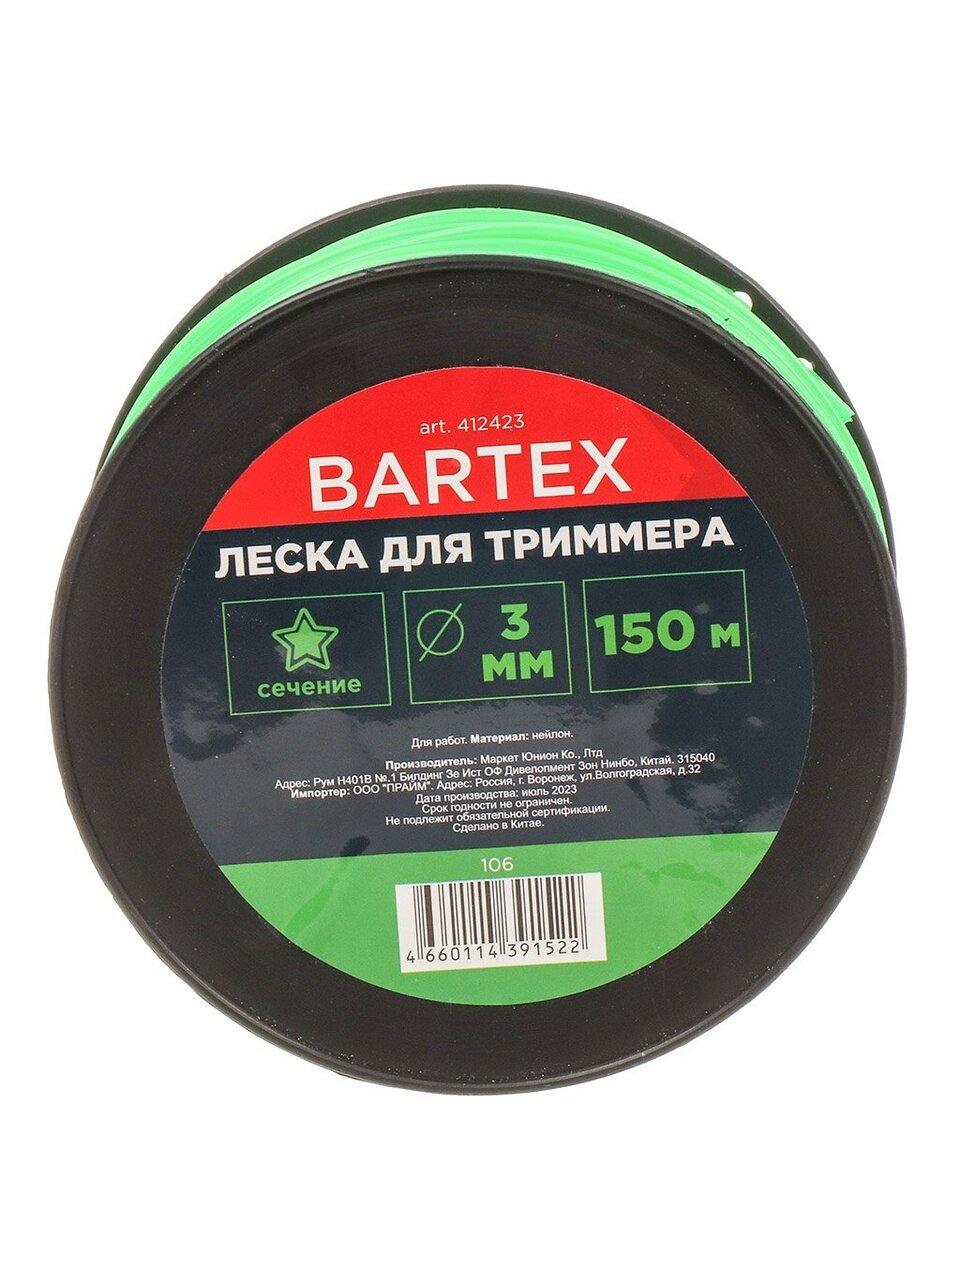 art. 412423
BARTEX
ЛЕСКА ДЛЯ ТРИММЕРА
сечение
3
мм
150 м
Для работ. Материал: нейлон.
Производитель: Маркет Юнион Ко., Лтд
Адрес: Рум H401B №.1 Билдинг Зе Ист ОФ Дивелопмент Зон Нинбо, Китай. 315040
Импортер: ООО "ПРАЙМ". Адрес: Россия, г. Воронеж, ул.Волгоградская, д.32
Дата производства: июль 2023
Срок годности не ограничен.
Не подлежит обязательной сертификации.
Сделано в Китае.
106
4 660114 391522